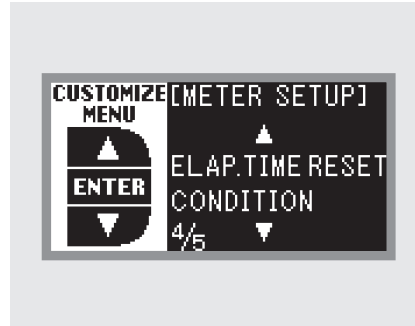 CUSTOMIZE
MENU
ENTER
[METER SETUP]
ELAP.TIME RESET
CONDITION
4/5